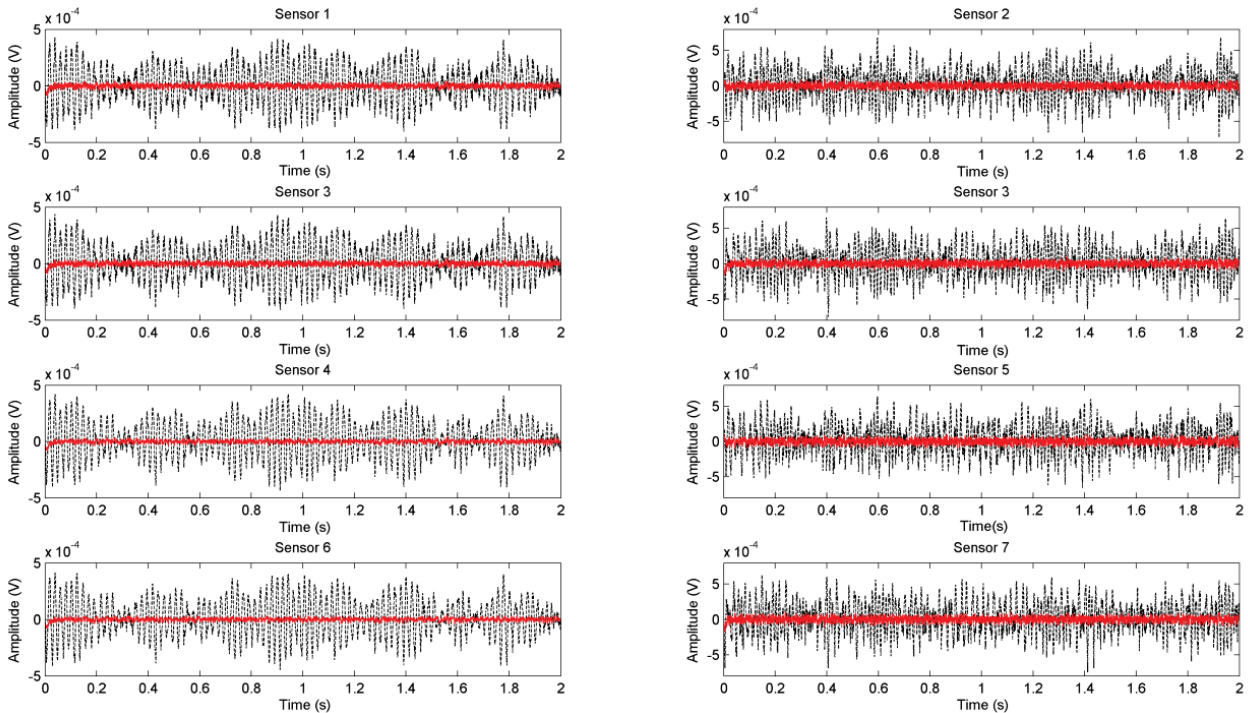 x 10-4
Sensor 1
Amplitude (V)
5
0
-5
0 0.2 0.4 0.6 0.8 1 1.2 1.4 1.6 1.8 2
Time (s)
x 10-4
Sensor 2
Amplitude (V)
5
0
-5
0 0.2 0.4 0.6 0.8 1 1.2 1.4 1.6 1.8 2
Time (s)
x 10-4
Sensor 3
Amplitude (V)
5
0
-5
0 0.2 0.4 0.6 0.8 1 1.2 1.4 1.6 1.8 2
Time (s)
x 10-4
Sensor 3
Amplitude (V)
5
0
-5
0 0.2 0.4 0.6 0.8 1 1.2 1.4 1.6 1.8 2
Time (s)
x 10-4
Sensor 4
Amplitude (V)
5
0
-5
0 0.2 0.4 0.6 0.8 1 1.2 1.4 1.6 1.8 2
Time (s)
x 10-4
Sensor 5
Amplitude (V)
5
0
-5
0 0.2 0.4 0.6 0.8 1 1.2 1.4 1.6 1.8 2
Time(s)
x 10-4
Sensor 6
Amplitude (V)
5
0
-5
0 0.2 0.4 0.6 0.8 1 1.2 1.4 1.6 1.8 2
Time (s)
x 10-4
Sensor 7
Amplitude (V)
5
0
-5
0 0.2 0.4 0.6 0.8 1 1.2 1.4 1.6 1.8 2
Time (s)